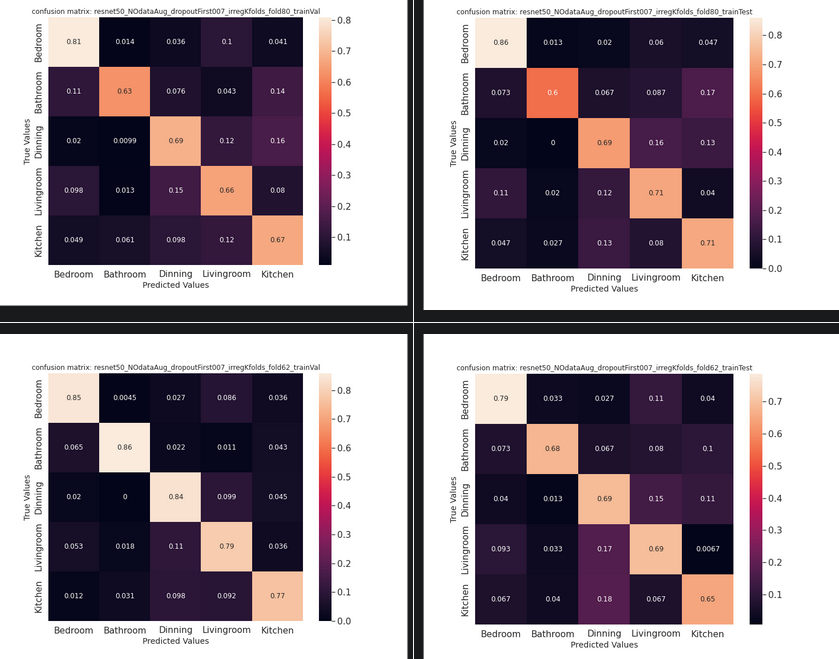 confusion matrix: resnet50_NOdataAug_dropoutFirst007_irregKfolds_fold80_trainVal
Bedroom 0.81 0.014 0.036 0.1 0.041
Bathroom 0.11 0.63 0.076 0.043 0.14
Dinning 0.02 0.0099 0.69 0.12 0.16
Livingroom 0.098 0.013 0.15 0.66 0.08
Kitchen 0.049 0.061 0.098 0.12 0.67
True Values
Bedroom Bathroom Dinning Livingroom Kitchen
Predicted Values
0.8
0.7
0.6
0.5
0.4
0.3
0.2
0.1
confusion matrix: resnet50_NOdataAug_dropoutFirst007_irregKfolds_fold80_trainTest
Bedroom 0.86 0.013 0.02 0.06 0.047
Bathroom 0.073 0.6 0.067 0.087 0.17
Dinning 0.02 0 0.69 0.16 0.13
Livingroom 0.11 0.02 0.12 0.71 0.04
Kitchen 0.047 0.027 0.13 0.08 0.71
True Values
Bedroom Bathroom Dinning Livingroom Kitchen
Predicted Values
0.8
0.7
0.6
0.5
0.4
0.3
0.2
0.1
0.0
confusion matrix: resnet50_NOdataAug_dropoutFirst007_irregKfolds_fold62_trainVal
Bedroom 0.85 0.0045 0.027 0.086 0.036
Bathroom 0.065 0.86 0.022 0.011 0.043
Dinning 0.02 0 0.84 0.099 0.045
Livingroom 0.053 0.018 0.11 0.79 0.036
Kitchen 0.012 0.031 0.098 0.092 0.77
True Values
Bedroom Bathroom Dinning Livingroom Kitchen
Predicted Values
0.8
0.7
0.6
0.5
0.4
0.3
0.2
0.1
0.0
confusion matrix: resnet50_NOdataAug_dropoutFirst007_irregKfolds_fold62_trainTest
Bedroom 0.79 0.033 0.027 0.11 0.04
Bathroom 0.073 0.68 0.067 0.08 0.1
Dinning 0.04 0.013 0.69 0.15 0.11
Livingroom 0.093 0.033 0.17 0.69 0.0067
Kitchen 0.067 0.04 0.18 0.067 0.65
True Values
Bedroom Bathroom Dinning Livingroom Kitchen
Predicted Values
0.7
0.6
0.5
0.4
0.3
0.2
0.1